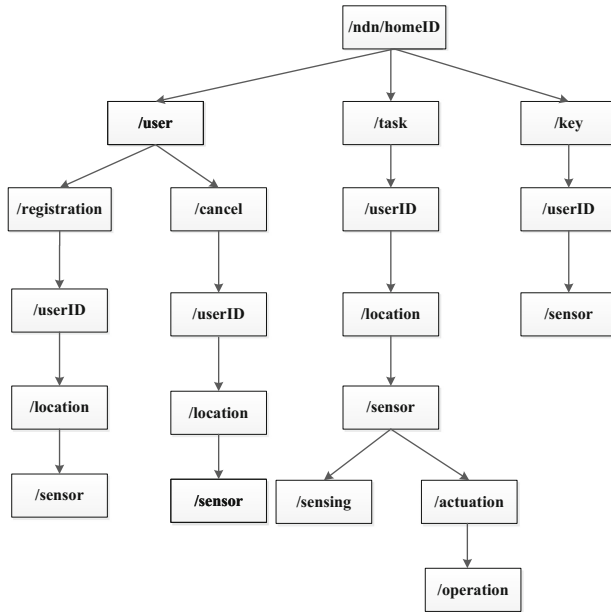 /ndn/homeID
/user
/task
/key
/registration
/cancel
/userID
/userID
/userID
/userID
/location
/sensor
/location
/location
/sensor
/sensor
/sensor
/sensing
/actuation
/operation